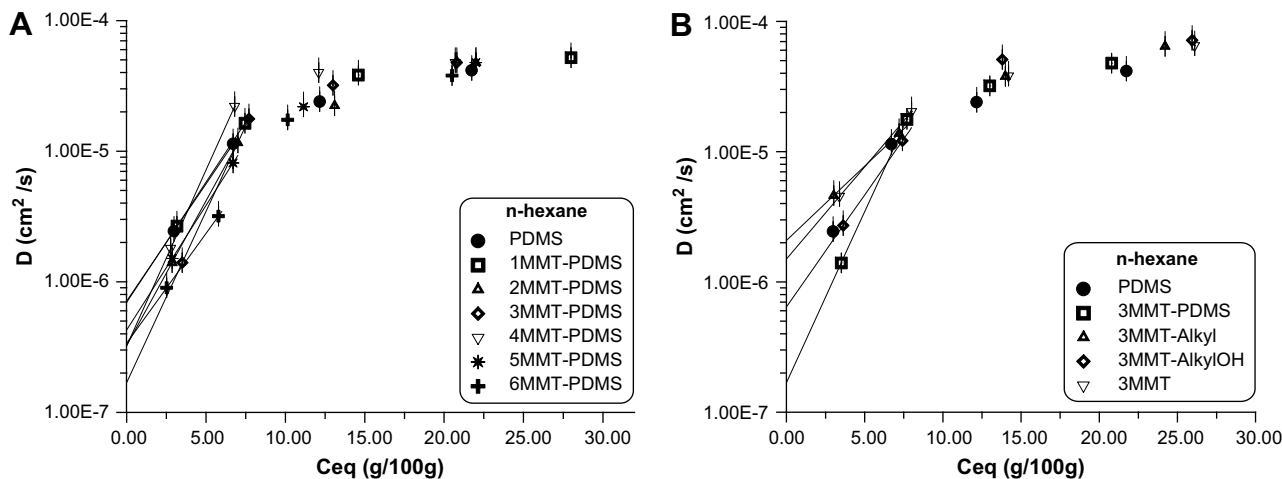 A
1.00E-4
1.00E-5
1.00E-6
1.00E-7
D (cm² /s)
0.00 5.00 10.00 15.00 20.00 25.00 30.00
Ceq (g/100g)
n-hexane
PDMS
1MMT-PDMS
2MMT-PDMS
3MMT-PDMS
4MMT-PDMS
5MMT-PDMS
6MMT-PDMS
B
1.00E-4
1.00E-5
1.00E-6
1.00E-7
D (cm² /s)
0.00 5.00 10.00 15.00 20.00 25.00 30.00
Ceq (g/100g)
n-hexane
PDMS
3MMT-PDMS
3MMT-Alkyl
3MMT-AlkylOH
3MMT